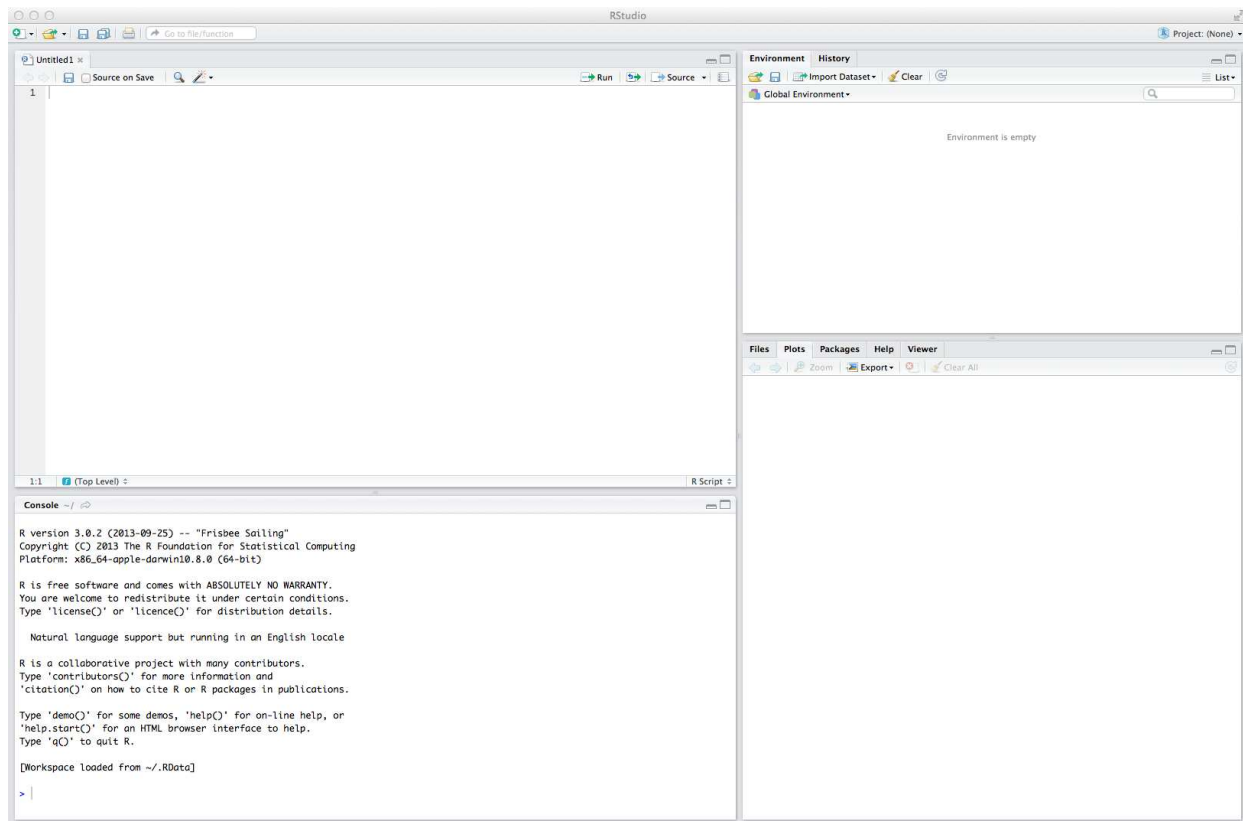 RStudio
Go to file/function
Project: (None)
Untitled1
Source on Save
Run
Source
1
1:1
(Top Level)
R Script
Console ~/
R version 3.0.2 (2013-09-25) -- "Frisbee Sailing"
Copyright (C) 2013 The R Foundation for Statistical Computing
Platform: x86_64-apple-darwin10.8.0 (64-bit)
R is free software and comes with ABSOLUTELY NO WARRANTY.
You are welcome to redistribute it under certain conditions.
Type 'license()' or 'licence()' for distribution details.
Natural language support but running in an English locale
R is a collaborative project with many contributors.
Type 'contributors()' for more information and
'citation()' on how to cite R or R packages in publications.
Type 'demo()' for some demos, 'help()' for on-line help, or
'help.start()' for an HTML browser interface to help.
Type 'q()' to quit R.
[Workspace loaded from ~/.RData]
>
Environment History
Import Dataset
Clear
List
Global Environment
Environment is empty
Files Plots Packages Help Viewer
Zoom
Export
Clear All